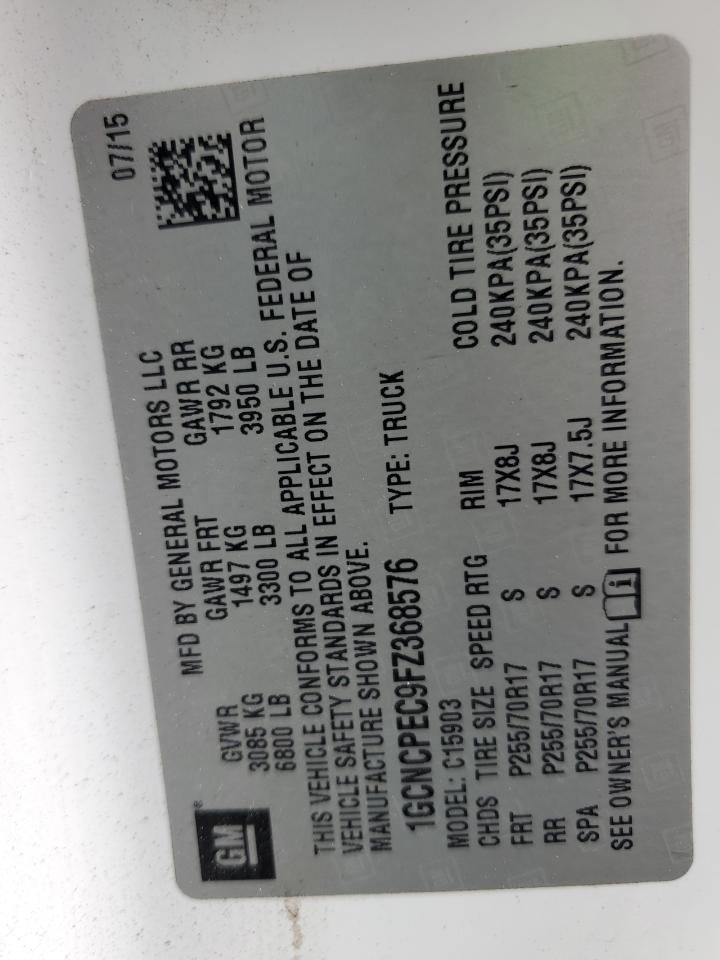 GM
MFD BY GENERAL MOTORS LLC 07/15
GVWR GAWR FRT GAWR RR
3085 KG 1497 KG 1792 KG
6800 LB 3300 LB 3950 LB
THIS VEHICLE CONFORMS TO ALL APPLICABLE U.S. FEDERAL MOTOR
VEHICLE SAFETY STANDARDS IN EFFECT ON THE DATE OF
MANUFACTURE SHOWN ABOVE.
1GCNCPEC9FZ368576 TYPE: TRUCK
MODEL: C15903
CHDS TIRE SIZE SPEED RTG RIM COLD TIRE PRESSURE
FRT P255/70R17 S 17X8J 240KPA(35PSI)
RR P255/70R17 S 17X8J 240KPA(35PSI)
SPA P255/70R17 S 17X7.5J 240KPA(35PSI)
SEE OWNER'S MANUAL i FOR MORE INFORMATION.